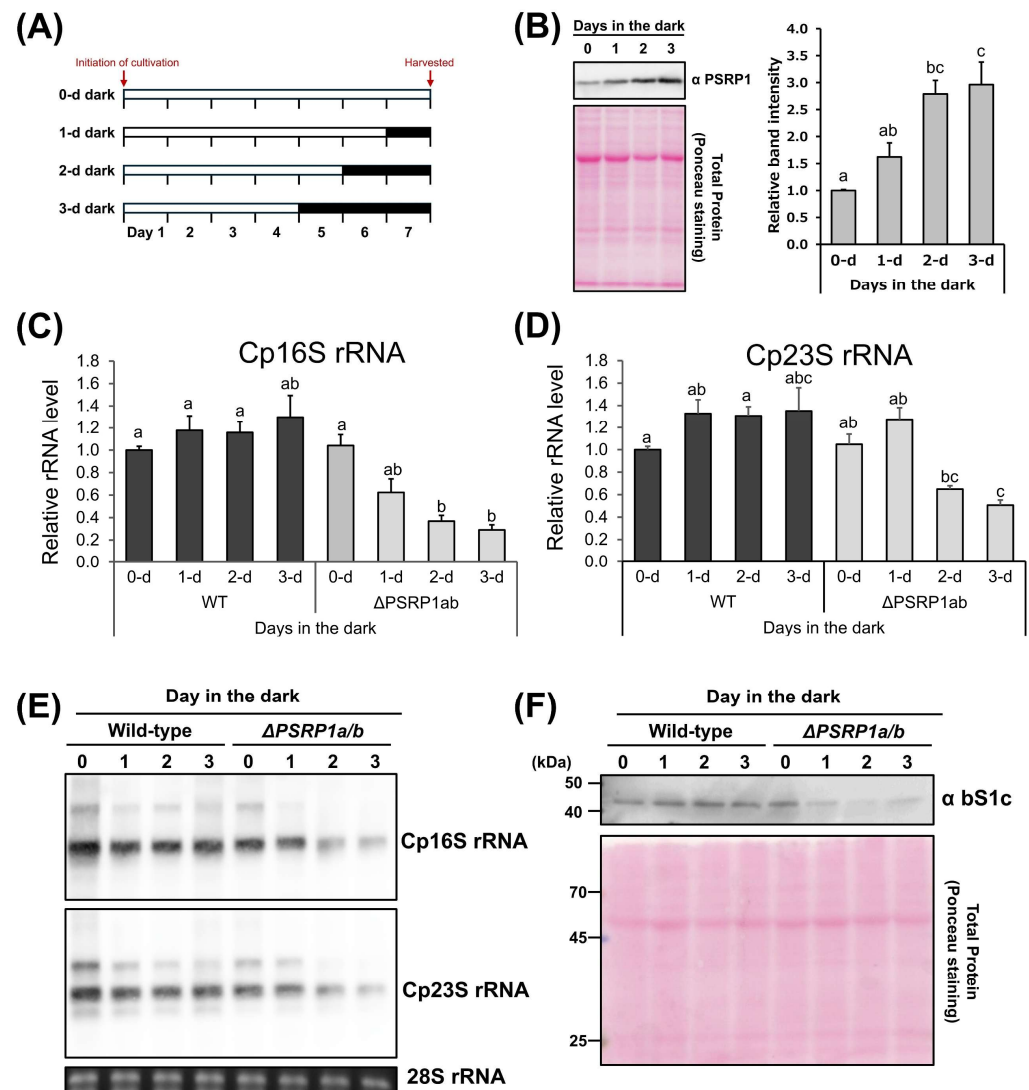 (A)
Initiation of cultivation Harvested
0-d dark
1-d dark
2-d dark
3-d dark
Day 1 2 3 4 5 6 7
(B)
Days in the dark
0 1 2 3
α PSRP1
Total Protein
(Ponceau staining)
Relative band intensity
4.0
3.5
3.0
2.5
2.0
1.5
1.0
0.5
0.0
a ab bc c
0-d 1-d 2-d 3-d
Days in the dark
(C)
Cp16S rRNA
Relative rRNA level
1.8
1.6
1.4
1.2
1.0
0.8
0.6
0.4
0.2
0.0
a a a ab a ab b b
0-d 1-d 2-d 3-d 0-d 1-d 2-d 3-d
WT ΔPSRP1ab
Days in the dark
(D)
Cp23S rRNA
Relative rRNA level
1.8
1.6
1.4
1.2
1.0
0.8
0.6
0.4
0.2
0.0
a ab a abc ab ab bc c
0-d 1-d 2-d 3-d 0-d 1-d 2-d 3-d
WT ΔPSRP1ab
Days in the dark
(E)
Day in the dark
Wild-type ΔPSRP1a/b
0 1 2 3 0 1 2 3
Cp16S rRNA
Cp23S rRNA
28S rRNA
(F)
Day in the dark
Wild-type ΔPSRP1a/b
(kDa) 0 1 2 3 0 1 2 3
50
40
α bS1c
70
45
25
Total Protein
(Ponceau staining)